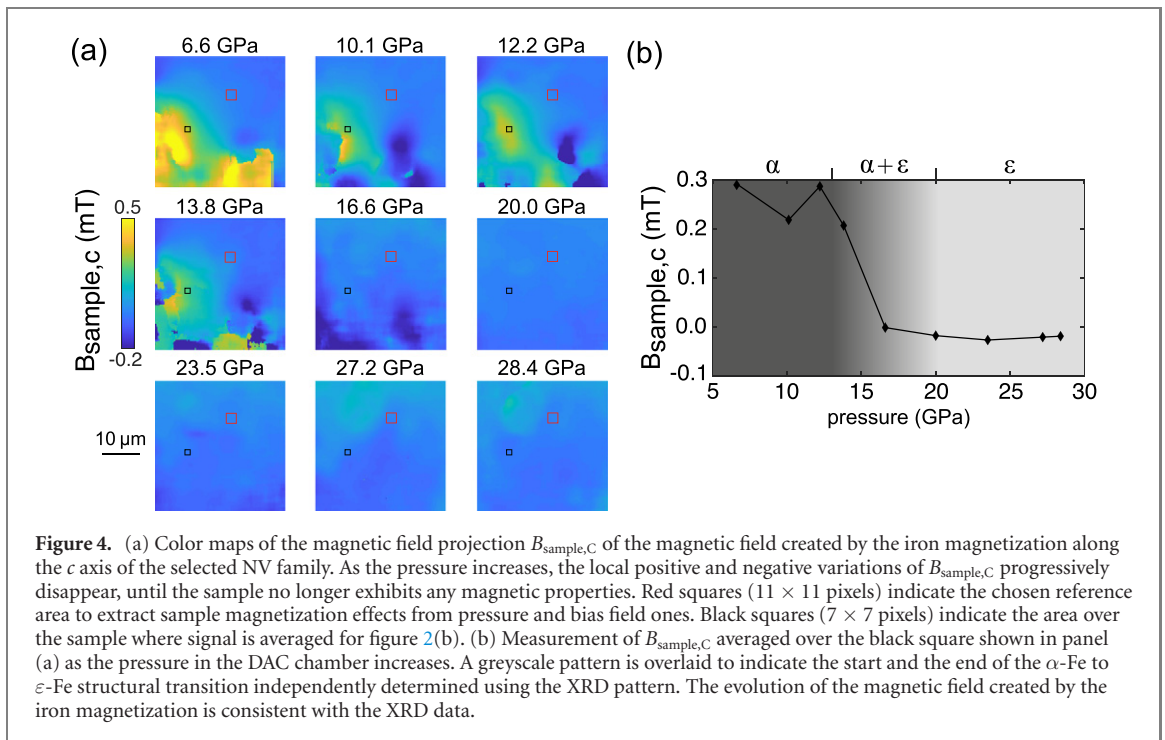 (a)
6.6 GPa 10.1 GPa 12.2 GPa
13.8 GPa 16.6 GPa 20.0 GPa
23.5 GPa 27.2 GPa 28.4 GPa
Bsample,c (mT)
0.5
-0.2
10 µm
(b)
α α+ε ε
0.3
0.2
0.1
0.0
-0.1
Bsample,c (mT)
5 10 15 20 25 30
pressure (GPa)
Figure 4. (a) Color maps of the magnetic field projection Bsample,C of the magnetic field created by the iron magnetization along
the c axis of the selected NV family. As the pressure increases, the local positive and negative variations of Bsample,C progressively
disappear, until the sample no longer exhibits any magnetic properties. Red squares (11 × 11 pixels) indicate the chosen reference
area to extract sample magnetization effects from pressure and bias field ones. Black squares (7 × 7 pixels) indicate the area over
the sample where signal is averaged for figure 2(b). (b) Measurement of Bsample,C averaged over the black square shown in panel
(a) as the pressure in the DAC chamber increases. A greyscale pattern is overlaid to indicate the start and the end of the α-Fe to
ε-Fe structural transition independently determined using the XRD pattern. The evolution of the magnetic field created by the
iron magnetization is consistent with the XRD data.